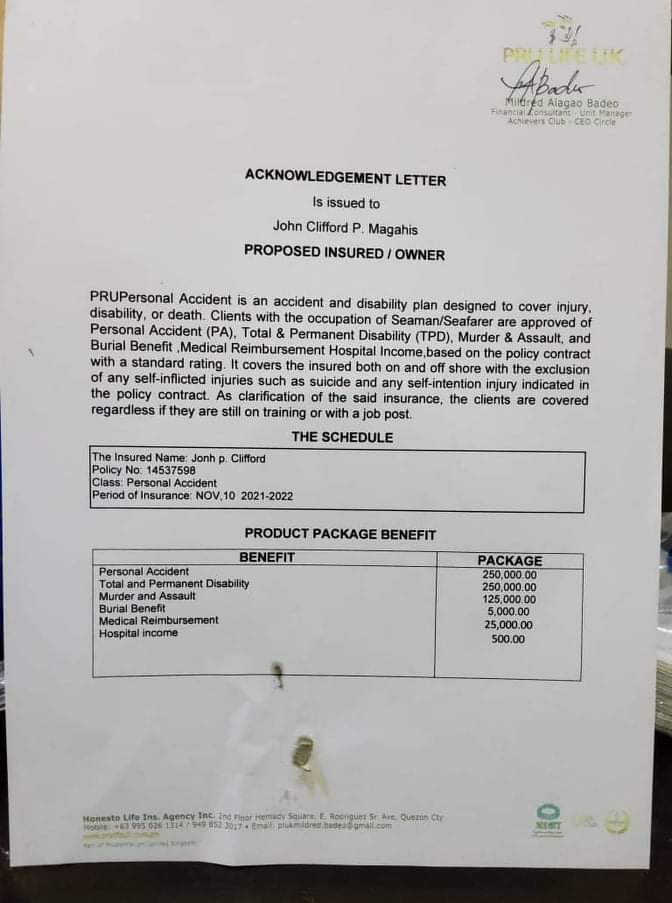 PRU LIFE UK
Mildred Alagao Badeo
Financial Consultant - Unit Manager
Achievers Club - CEO Circle
ACKNOWLEDGEMENT LETTER
Is issued to
John Clifford P. Magahis
PROPOSED INSURED / OWNER
PRUPersonal Accident is an accident and disability plan designed to cover injury,
disability, or death. Clients with the occupation of Seaman/Seafarer are approved of
Personal Accident (PA), Total & Permanent Disability (TPD), Murder & Assault, and
Burial Benefit ,Medical Reimbursement Hospital Income,based on the policy contract
with a standard rating. It covers the insured both on and off shore with the exclusion
of any self-inflicted injuries such as suicide and any self-intention injury indicated in
the policy contract. As clarification of the said insurance, the clients are covered
regardless if they are still on training or with a job post.
THE SCHEDULE
The Insured Name: Jonh p. Clifford
Policy No: 14537598
Class: Personal Accident
Period of Insurance: NOV,10 2021-2022
PRODUCT PACKAGE BENEFIT
BENEFIT PACKAGE
Personal Accident 250,000.00
Total and Permanent Disability 250,000.00
Murder and Assault 125,000.00
Burial Benefit 5,000.00
Medical Reimbursement 25,000.00
Hospital income 500.00
Honesto Life Ins. Agency Inc. 2nd Floor Hemady Square, E. Rodriguez Sr. Ave, Quezon Cty
Mobile: +63 995 026 1314 / 949 852 3017 • Email: plukmildred.badeo@gmail.com